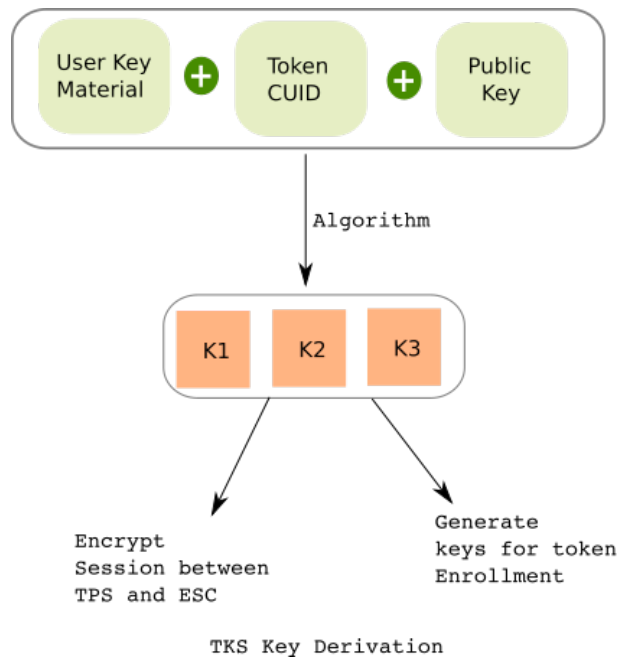 User Key
Material
+
Token
CUID
+
Public
Key
Algorithm
K1
K2
K3
Encrypt
Session between
TPS and ESC
Generate
keys for token
Enrollment
TKS Key Derivation